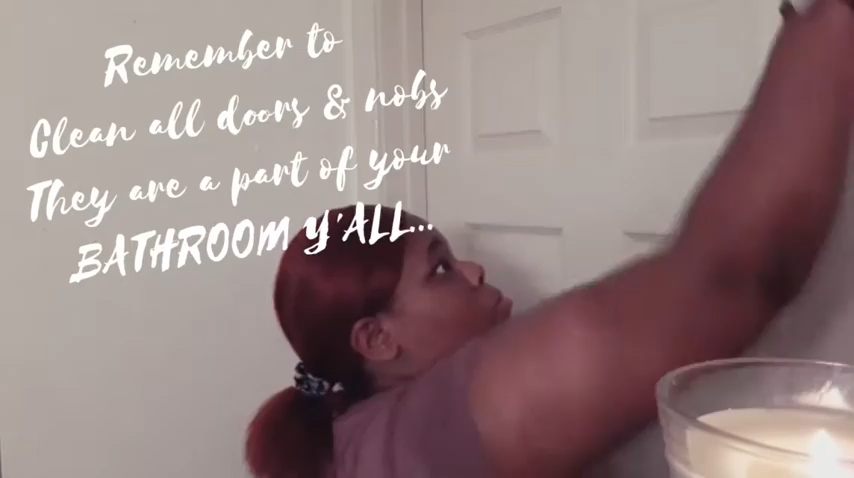 Remember to
Clean all doors & nobs
They are a part of your
BATHROOM Y'ALL...